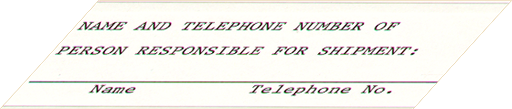 NAME AND TELEPHONE NUMBER OF
PERSON RESPONSIBLE FOR SHIPMENT:
Name Telephone No.